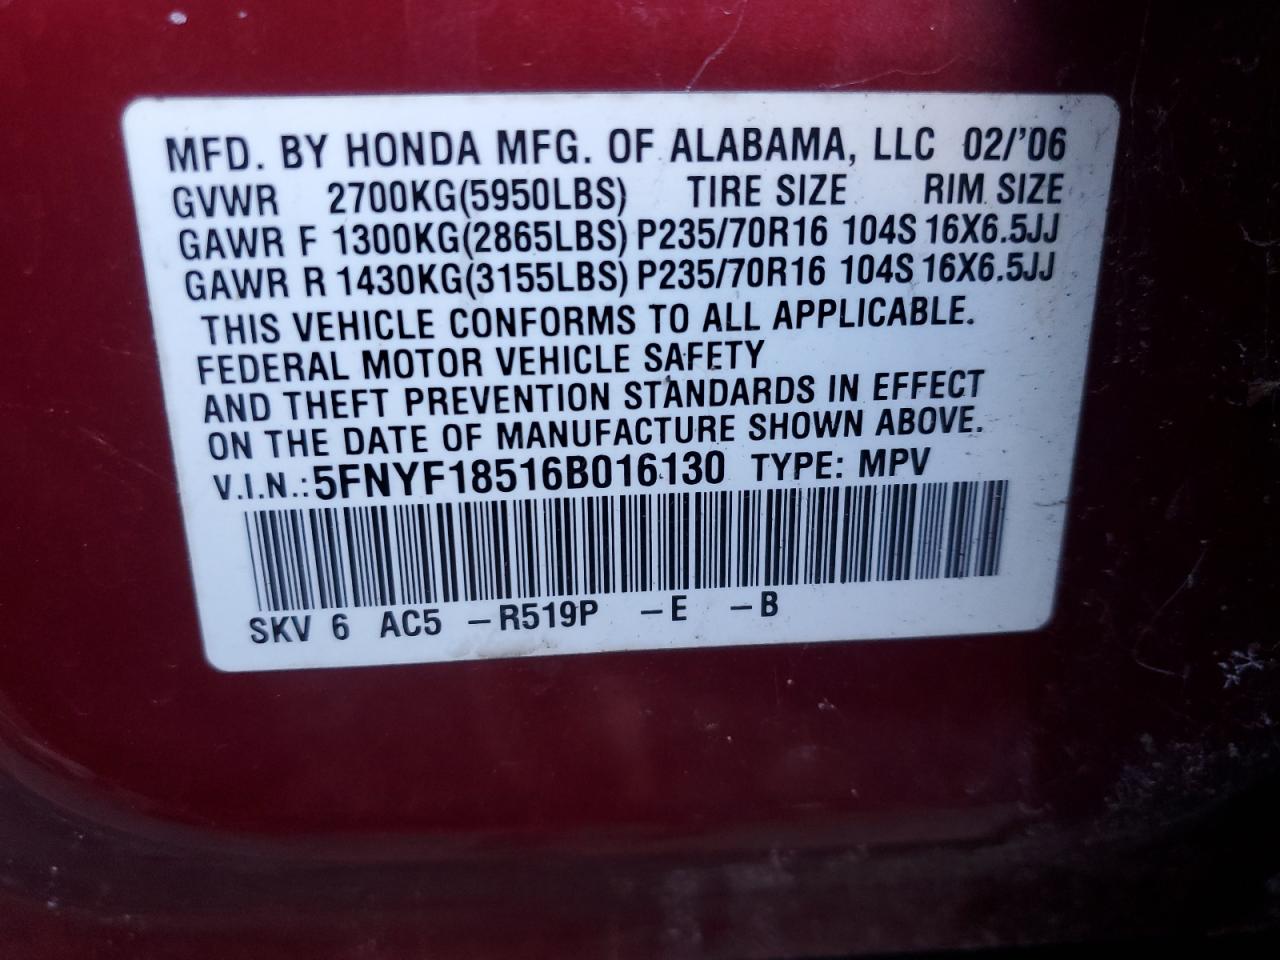 MFD. BY HONDA MFG. OF ALABAMA, LLC 02/'06
GVWR 2700KG(5950LBS) TIRE SIZE RIM SIZE
GAWR F 1300KG(2865LBS) P235/70R16 104S 16X6.5JJ
GAWR R 1430KG(3155LBS) P235/70R16 104S 16X6.5JJ
THIS VEHICLE CONFORMS TO ALL APPLICABLE.
FEDERAL MOTOR VEHICLE SAFETY
AND THEFT PREVENTION STANDARDS IN EFFECT
ON THE DATE OF MANUFACTURE SHOWN ABOVE.
V.I.N.: 5FNYF18516B016130 TYPE: MPV
SKV 6 AC5 -R519P -E -B